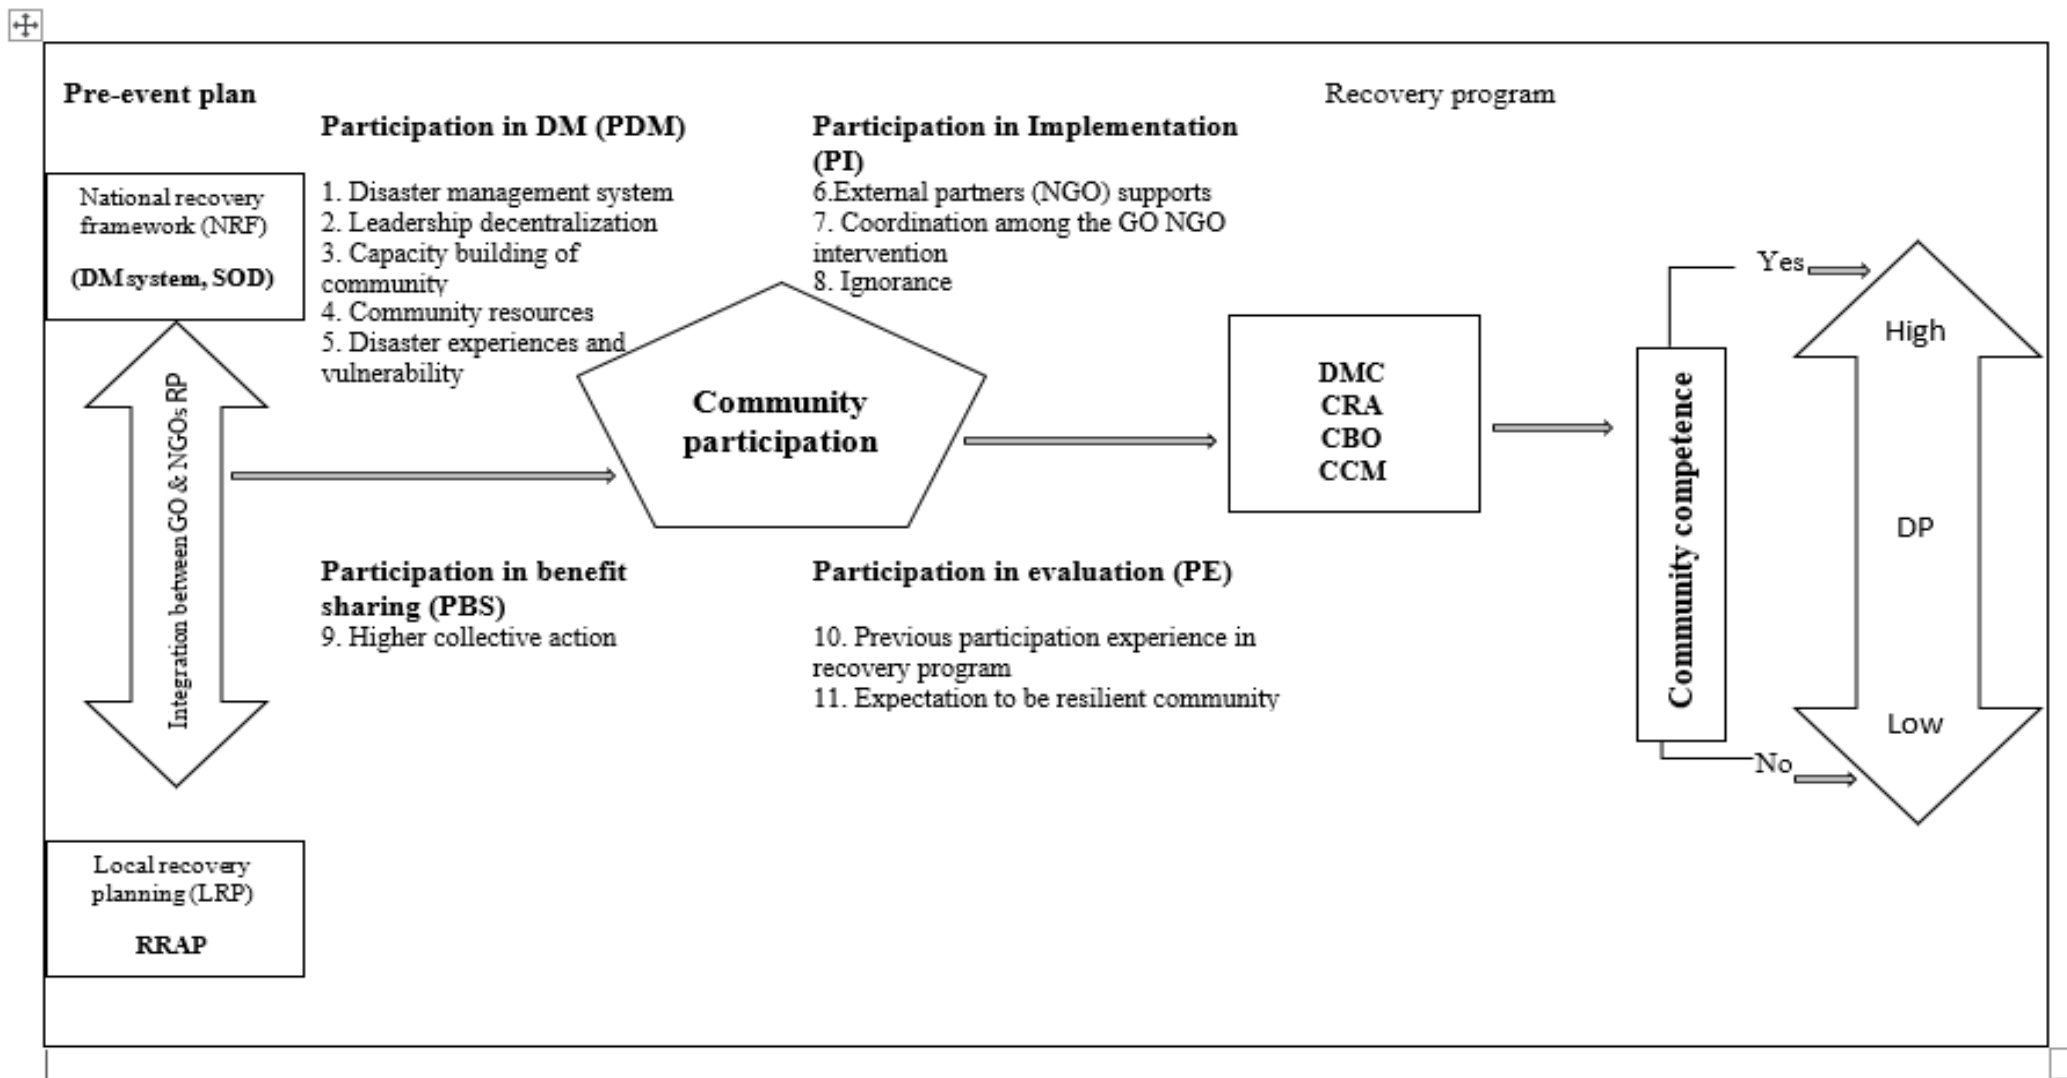 Pre-event plan
Recovery program
Participation in DM (PDM)
1. Disaster management system
2. Leadership decentralization
3. Capacity building of
community
4. Community resources
5. Disaster experiences and
vulnerability
Participation in Implementation
(PI)
6.External partners (NGO) supports
7. Coordination among the GO NGO
intervention
8. Ignorance
National recovery
framework (NRF)
(DM system, SOD)
Integration between GO & NGOs RP
Local recovery
planning (LRP)
RRAP
Community
participation
Participation in benefit
sharing (PBS)
9. Higher collective action
Participation in evaluation (PE)
10. Previous participation experience in
recovery program
11. Expectation to be resilient community
DMC
CRA
CBO
CCM
Community competence
Yes
No
High
DP
Low